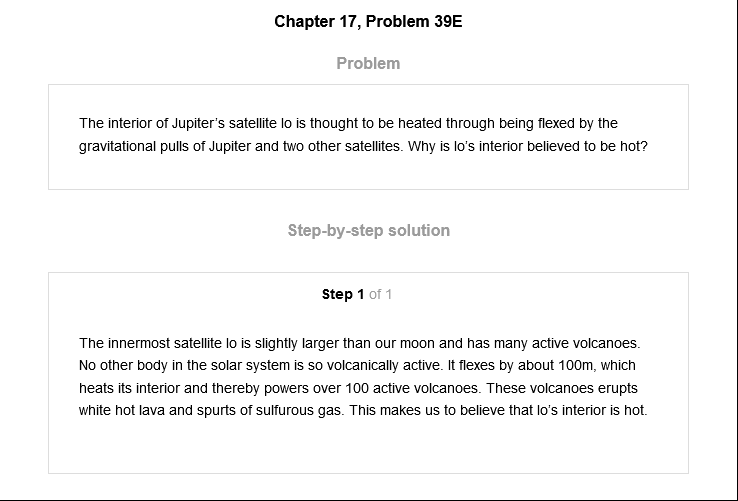 Chapter 17, Problem 39E
Problem
The interior of Jupiter's satellite Io is thought to be heated through being flexed by the
gravitational pulls of Jupiter and two other satellites. Why is Io's interior believed to be hot?
Step-by-step solution
Step 1 of 1
The innermost satellite Io is slightly larger than our moon and has many active volcanoes.
No other body in the solar system is so volcanically active. It flexes by about 100m, which
heats its interior and thereby powers over 100 active volcanoes. These volcanoes erupts
white hot lava and spurts of sulfurous gas. This makes us to believe that Io's interior is hot.